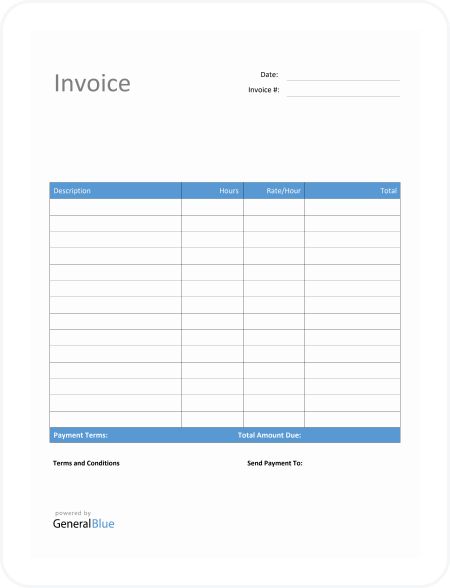 Invoice
Date:
Invoice #:
Description Hours Rate/Hour Total
Payment Terms: Total Amount Due:
Terms and Conditions Send Payment To:
powered by
GeneralBlue